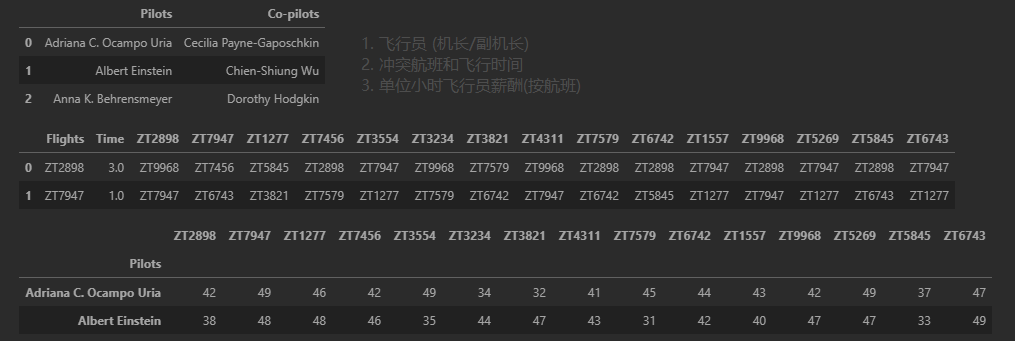 Pilots Co-pilots
0 Adriana C. Ocampo Uria Cecilia Payne-Gaposchkin
1 Albert Einstein Chien-Shiung Wu
2 Anna K. Behrensmeyer Dorothy Hodgkin
1. 飞行员 (机长/副机长)
2. 冲突航班和飞行时间
3. 单位小时飞行员薪酬(按航班)
Flights Time ZT2898 ZT7947 ZT1277 ZT7456 ZT3554 ZT3234 ZT3821 ZT4311 ZT7579 ZT6742 ZT1557 ZT9968 ZT5269 ZT5845 ZT6743
0 ZT2898 3.0 ZT9968 ZT7456 ZT5845 ZT2898 ZT7947 ZT9968 ZT7579 ZT9968 ZT2898 ZT2898 ZT7947 ZT2898 ZT7947 ZT2898 ZT7947
1 ZT7947 1.0 ZT7947 ZT6743 ZT3821 ZT7579 ZT1277 ZT7579 ZT6742 ZT7947 ZT6742 ZT5845 ZT1277 ZT7947 ZT1277 ZT6743 ZT1277
ZT2898 ZT7947 ZT1277 ZT7456 ZT3554 ZT3234 ZT3821 ZT4311 ZT7579 ZT6742 ZT1557 ZT9968 ZT5269 ZT5845 ZT6743
Pilots
Adriana C. Ocampo Uria 42 49 46 42 49 34 32 41 45 44 43 42 49 37 47
Albert Einstein 38 48 48 46 35 44 47 43 31 42 40 47 47 33 49